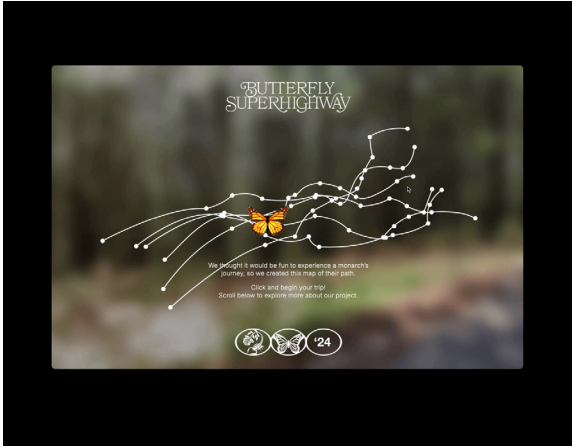 BUTTERFLY
SUPERHIGHWAY
We thought it would be fun to experience a monarch's
journey, so we created this map of their path.
Click and begin your trip!
Scroll below to explore more about our project.
'24